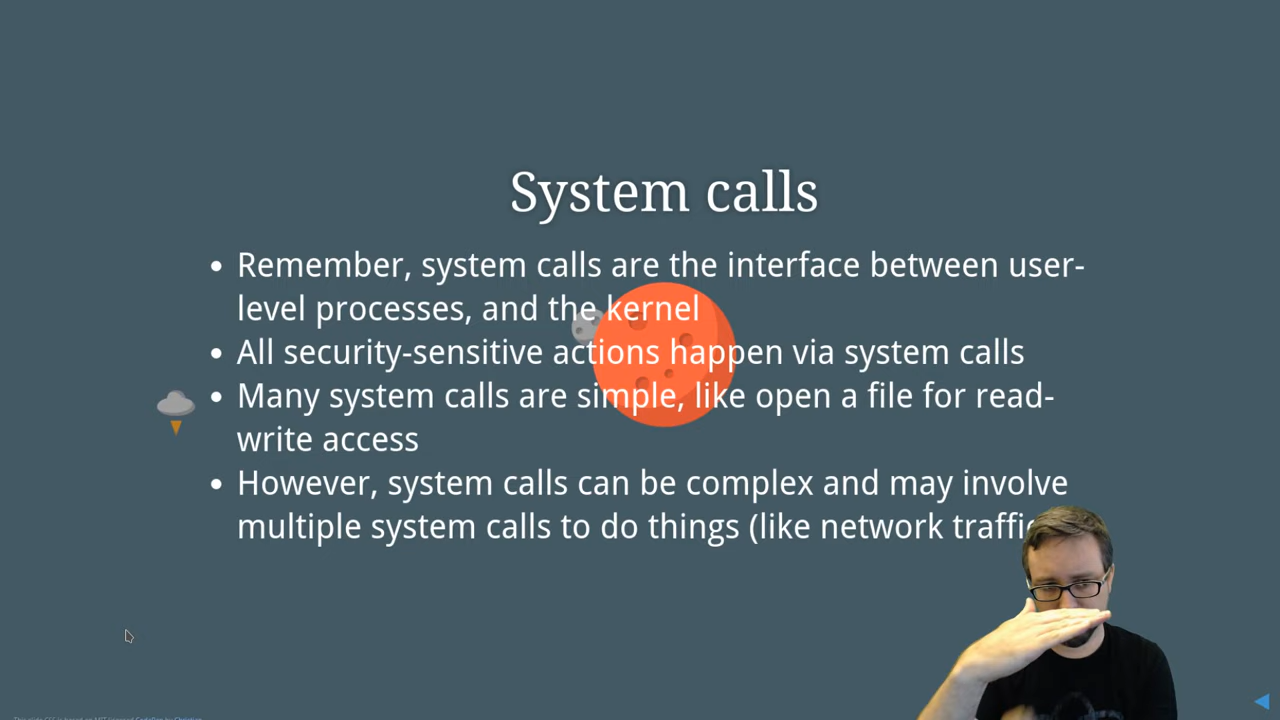 System calls
Remember, system calls are the interface between user-
level processes, and the kernel
All security-sensitive actions happen via system calls
Many system calls are simple, like open a file for read-
write access
However, system calls can be complex and may involve
multiple system calls to do things (like network traffic